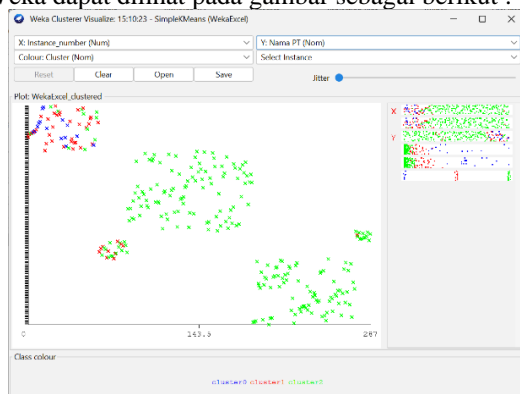 Weka dapat dilihat pada gambar sebagai berikut :
Weka Clusterer Visualize: 15:10:23 - SimpleKMeans (WekaExcel)
X: Instance_number (Num) Y: Nama PT (Nom)
Colour: Cluster (Nom) Select Instance
Reset Clear Open Save Jitter
Plot: WekaExcel_clustered
X
Y
0 143.5 287
Class colour
cluster0 cluster1 cluster2